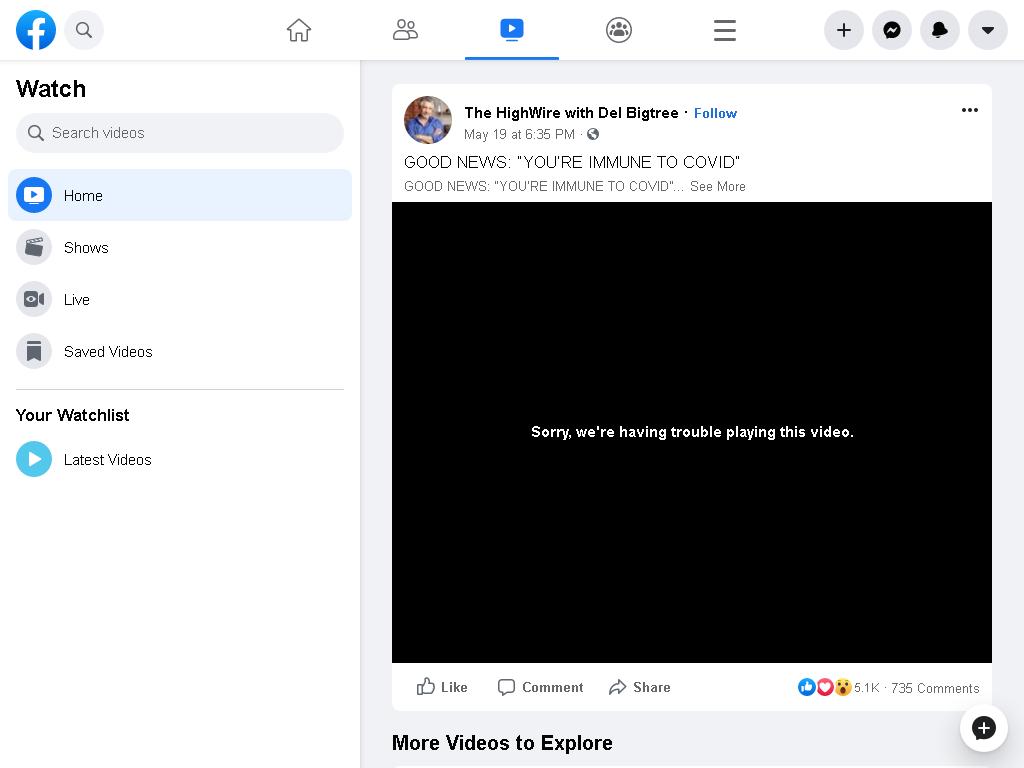 Watch
Search videos
Home
Shows
Live
Saved Videos
Your Watchlist
Latest Videos
The HighWire with Del Bigtree · Follow
May 19 at 6:35 PM ·
GOOD NEWS: "YOU'RE IMMUNE TO COVID"
GOOD NEWS: "YOU'RE IMMUNE TO COVID"... See More
Sorry, we're having trouble playing this video.
Like Comment Share 5.1K · 735 Comments
More Videos to Explore